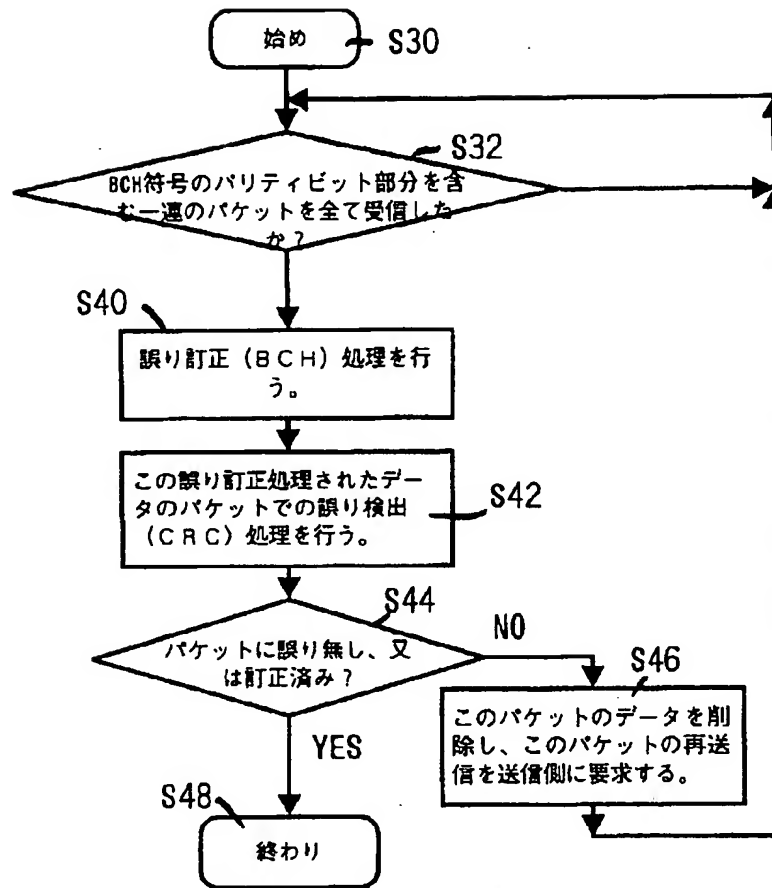 始め
S30
S32
BCH符号のパリティビット部分を含
む一連のパケットを全て受信した
か？
S40
誤り訂正（ＢＣＨ）処理を行
う。
この誤り訂正処理されたデー
タのパケットでの誤り検出
（ＣＲＣ）処理を行う。
S42
S44
パケットに誤り無し、又
は訂正済み？
NO
S46
このパケットのデータを削
除し、このパケットの再送
信を送信側に要求する。
YES
S48
終わり